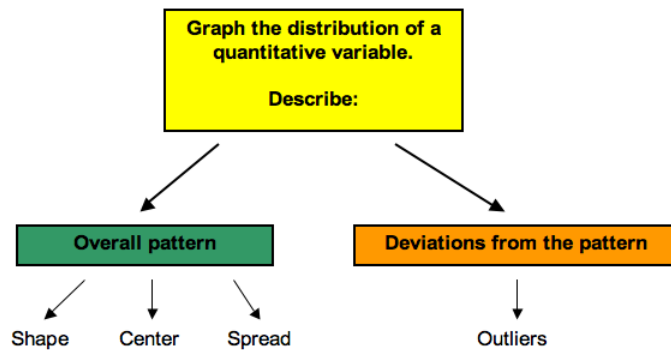 Graph the distribution of a
quantitative variable.
Describe:
Overall pattern
Deviations from the pattern
Shape
Center
Spread
Outliers